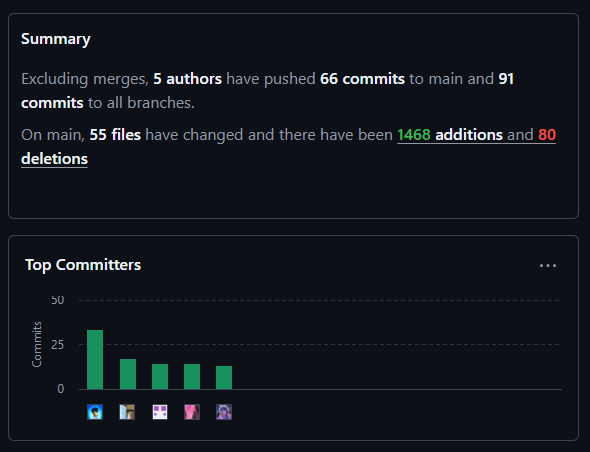 Summary
Excluding merges, 5 authors have pushed 66 commits to main and 91
commits to all branches.
On main, 55 files have changed and there have been 1468 additions and 80
deletions
Top Committers
50
25
0
Commits